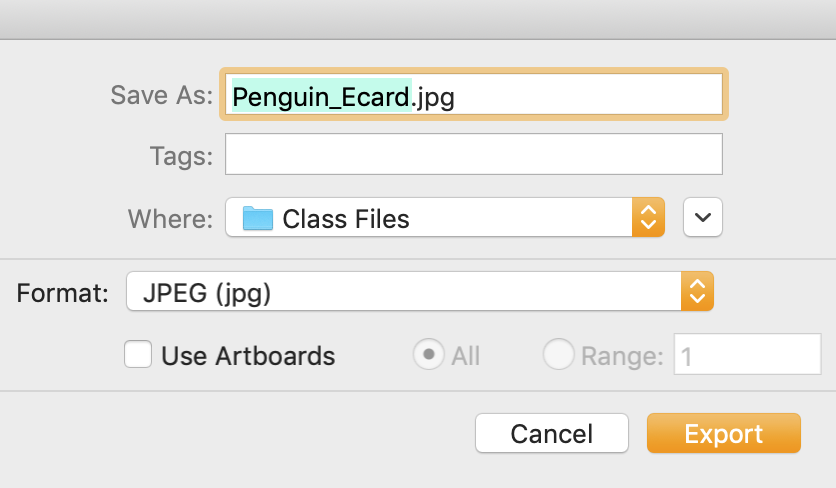 Save As: Penguin_Ecard.jpg
Tags:
Where: Class Files
Format: JPEG (jpg)
Use Artboards All Range: 1
Cancel Export